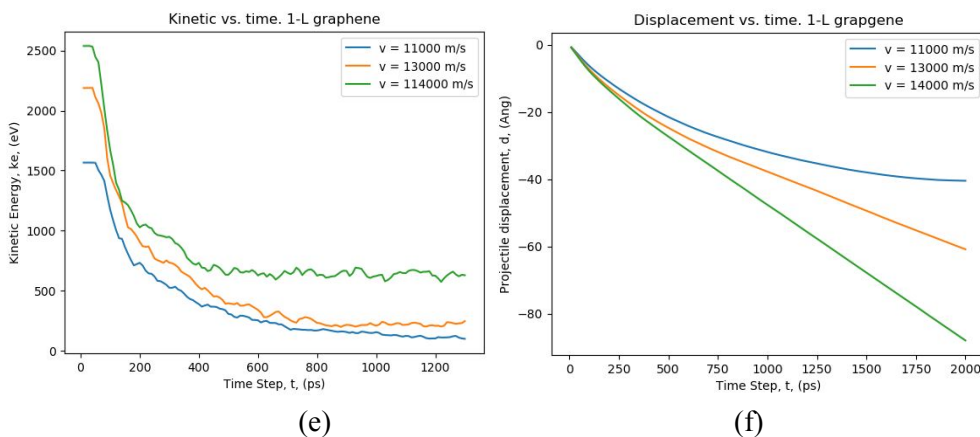 Kinetic vs. time. 1-L graphene
2500
2000
1500
1000
500
0
Kinetic Energy, ke, (eV)
v = 11000 m/s
v = 13000 m/s
v = 114000 m/s
0 200 400 600 800 1000 1200
Time Step, t, (ps)
(e)
Displacement vs. time. 1-L grapgene
0
−20
−40
−60
−80
Projectile displacement, d, (Ang)
v = 11000 m/s
v = 13000 m/s
v = 14000 m/s
0 250 500 750 1000 1250 1500 1750 2000
Time Step, t, (ps)
(f)